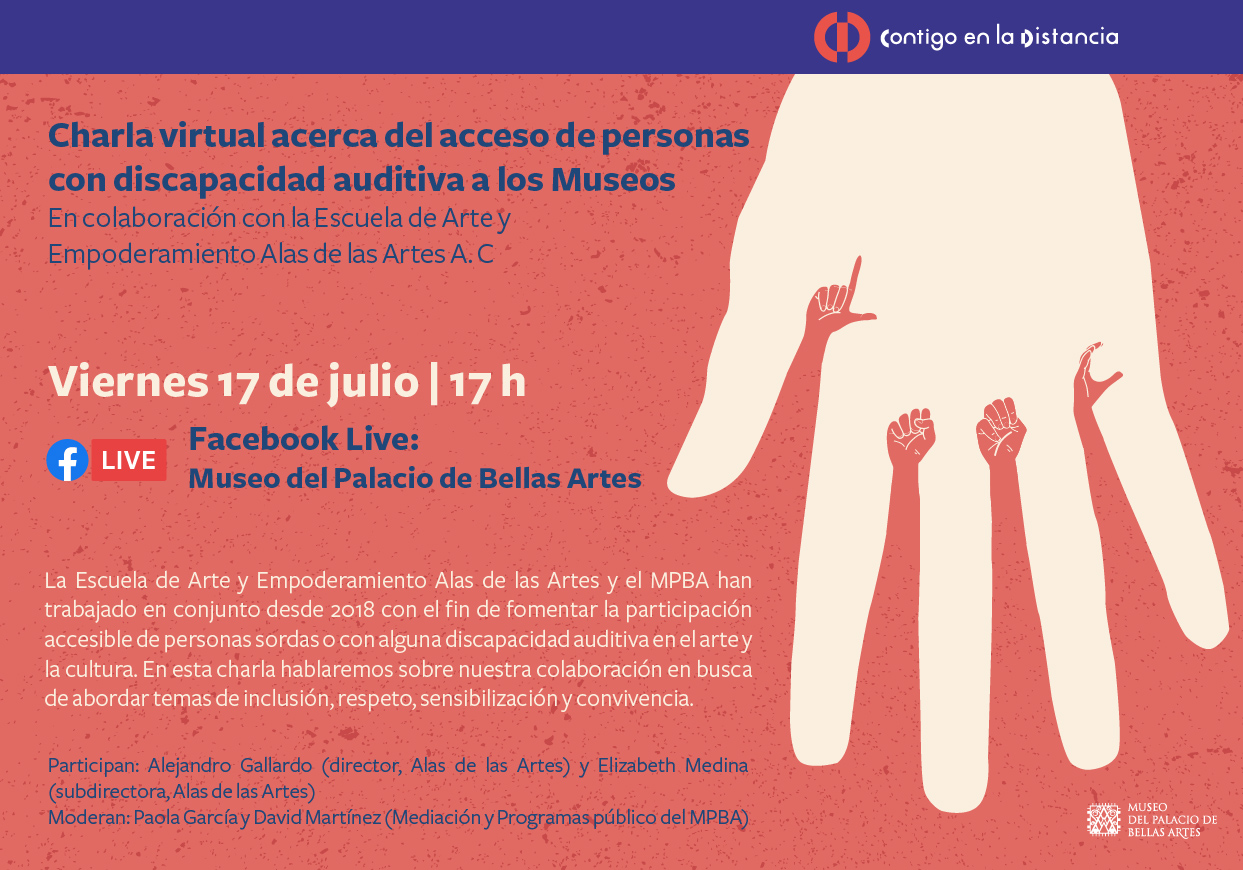 Contigo en la Distancia
Charla virtual acerca del acceso de personas
con discapacidad auditiva a los Museos
En colaboración con la Escuela de Arte y
Empoderamiento Alas de las Artes A. C
Viernes 17 de julio | 17 h
LIVE
Facebook Live:
Museo del Palacio de Bellas Artes
La Escuela de Arte y Empoderamiento Alas de las Artes y el MPBA han
trabajado en conjunto desde 2018 con el fin de fomentar la participación
accesible de personas sordas o con alguna discapacidad auditiva en el arte y
la cultura. En esta charla hablaremos sobre nuestra colaboración en busca
de abordar temas de inclusión, respeto, sensibilización y convivencia.
Participan: Alejandro Gallardo (director, Alas de las Artes) y Elizabeth Medina
(subdirectora, Alas de las Artes)
Moderan: Paola García y David Martínez (Mediación y Programas público del MPBA)
MUSEO
DEL PALACIO DE
BELLAS ARTES